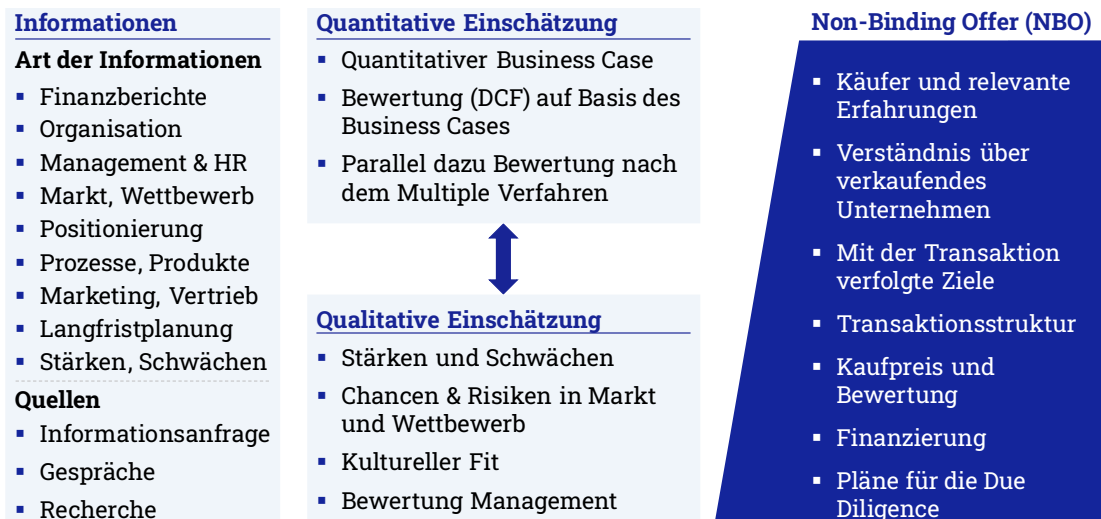 Informationen
Art der Informationen
▪ Finanzberichte
▪ Organisation
▪ Management & HR
▪ Markt, Wettbewerb
▪ Positionierung
▪ Prozesse, Produkte
▪ Marketing, Vertrieb
▪ Langfristplanung
▪ Stärken, Schwächen
Quellen
▪ Informationsanfrage
▪ Gespräche
▪ Recherche
Quantitative Einschätzung
▪ Quantitativer Business Case
▪ Bewertung (DCF) auf Basis des
Business Cases
▪ Parallel dazu Bewertung nach
dem Multiple Verfahren
Qualitative Einschätzung
▪ Stärken und Schwächen
▪ Chancen & Risiken in Markt
und Wettbewerb
▪ Kultureller Fit
▪ Bewertung Management
Non-Binding Offer (NBO)
▪ Käufer und relevante
Erfahrungen
▪ Verständnis über
verkaufendes
Unternehmen
▪ Mit der Transaktion
verfolgte Ziele
▪ Transaktionsstruktur
▪ Kaufpreis und
Bewertung
▪ Finanzierung
▪ Pläne für die Due
Diligence